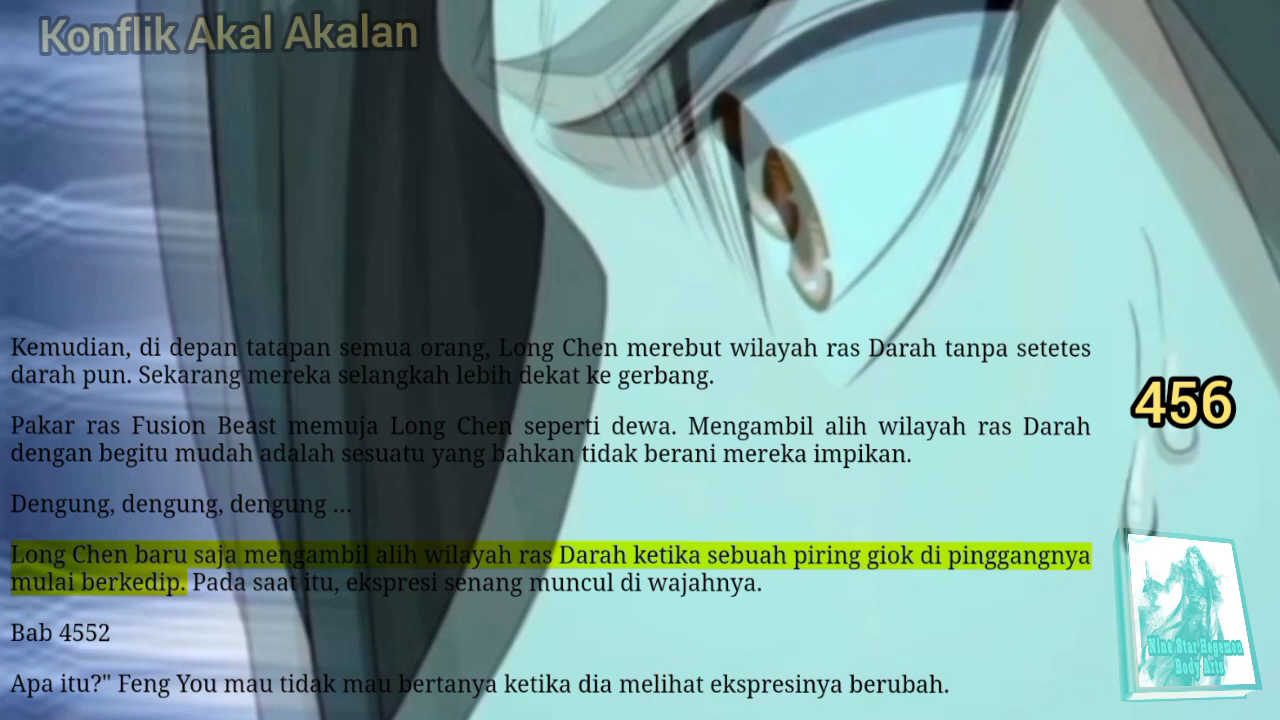 Konflik Akal Akalan
Kemudian, di depan tatapan semua orang, Long Chen merebut wilayah ras Darah tanpa setetes
darah pun. Sekarang mereka selangkah lebih dekat ke gerbang.
Pakar ras Fusion Beast memuja Long Chen seperti dewa. Mengambil alih wilayah ras Darah
dengan begitu mudah adalah sesuatu yang bahkan tidak berani mereka impikan.
456
Dengung, dengung, dengung ...
Long Chen baru saja mengambil alih wilayah ras Darah ketika sebuah piring giok di pinggangnya
mulai berkedip. Pada saat itu, ekspresi senang muncul di wajahnya.
Bab 4552
Nine Star Hegemon
Body Arts
Apa itu?" Feng You mau tidak mau bertanya ketika dia melihat ekspresinya berubah.